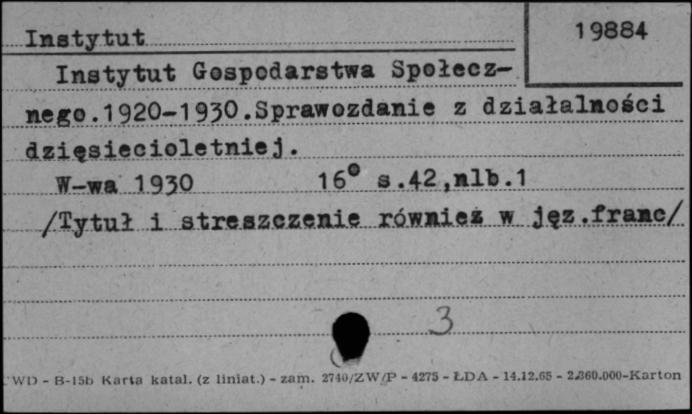 Instytut
19884
Instytut Gospodarstwa Społecz-
nego.1920-1930.Sprawozdanie z działalności
dzięsiecioletniej.
W-wa 1930 16° s.42,nlb.1
/Tytuł i streszczenie również w jęz.franc/
3
WD - B-15b Karta katal. (z liniat.) - zam. 2740/ZW/P - 4275 - ŁDA - 14.12.65 - 2.360.000-Karton